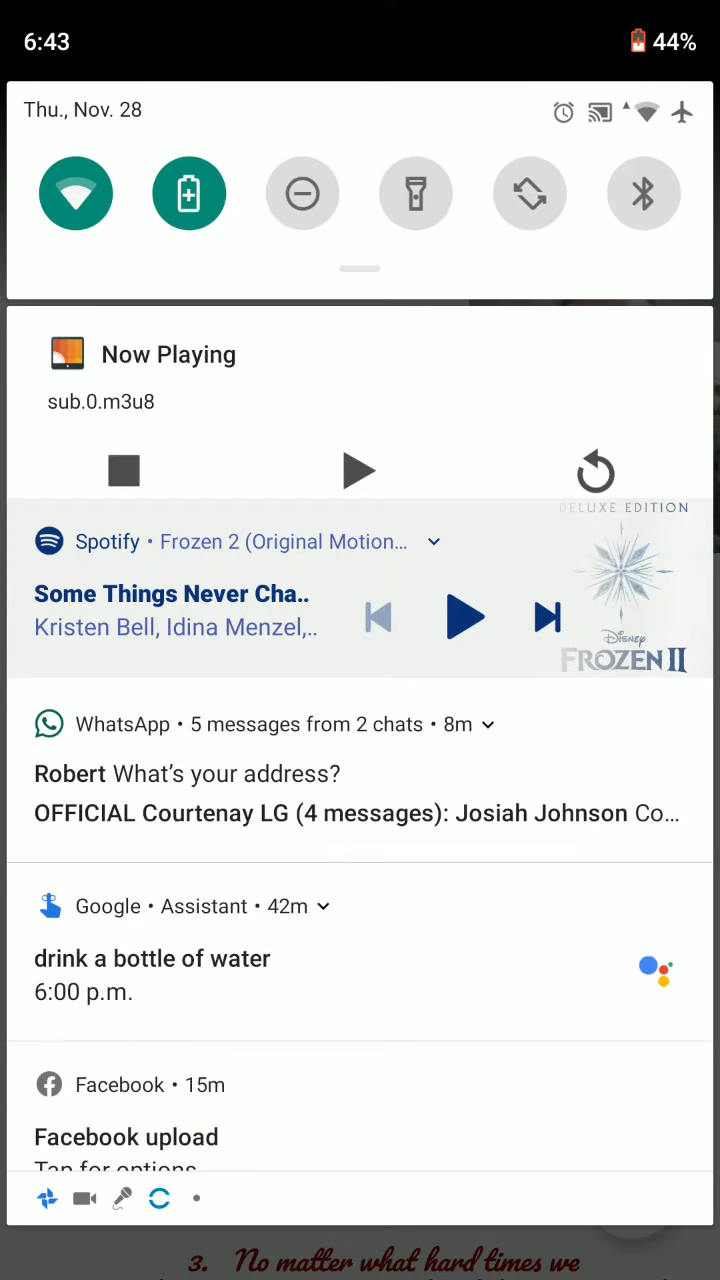 6:43
44%
Thu., Nov. 28
Now Playing
sub.0.m3u8
DELUXE EDITION
Spotify • Frozen 2 (Original Motion...
Some Things Never Cha..
Kristen Bell, Idina Menzel,..
Disney
FROZEN II
WhatsApp • 5 messages from 2 chats • 8m
Robert What's your address?
OFFICIAL Courtenay LG (4 messages): Josiah Johnson Co...
Google • Assistant • 42m
drink a bottle of water
6:00 p.m.
Facebook • 15m
Facebook upload
Tap for options
3. No matter what hard times we